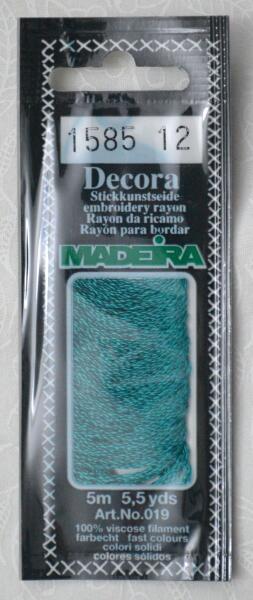 1585 12
Decora
Stickkunstseide
embroidery rayon
Rayon da ricamo
Rayón para bordar
MADEIRA
5m 5,5 yds
Art.No.019
100% viscose filament
farbecht fast colours
colori solidi
colores sólidos